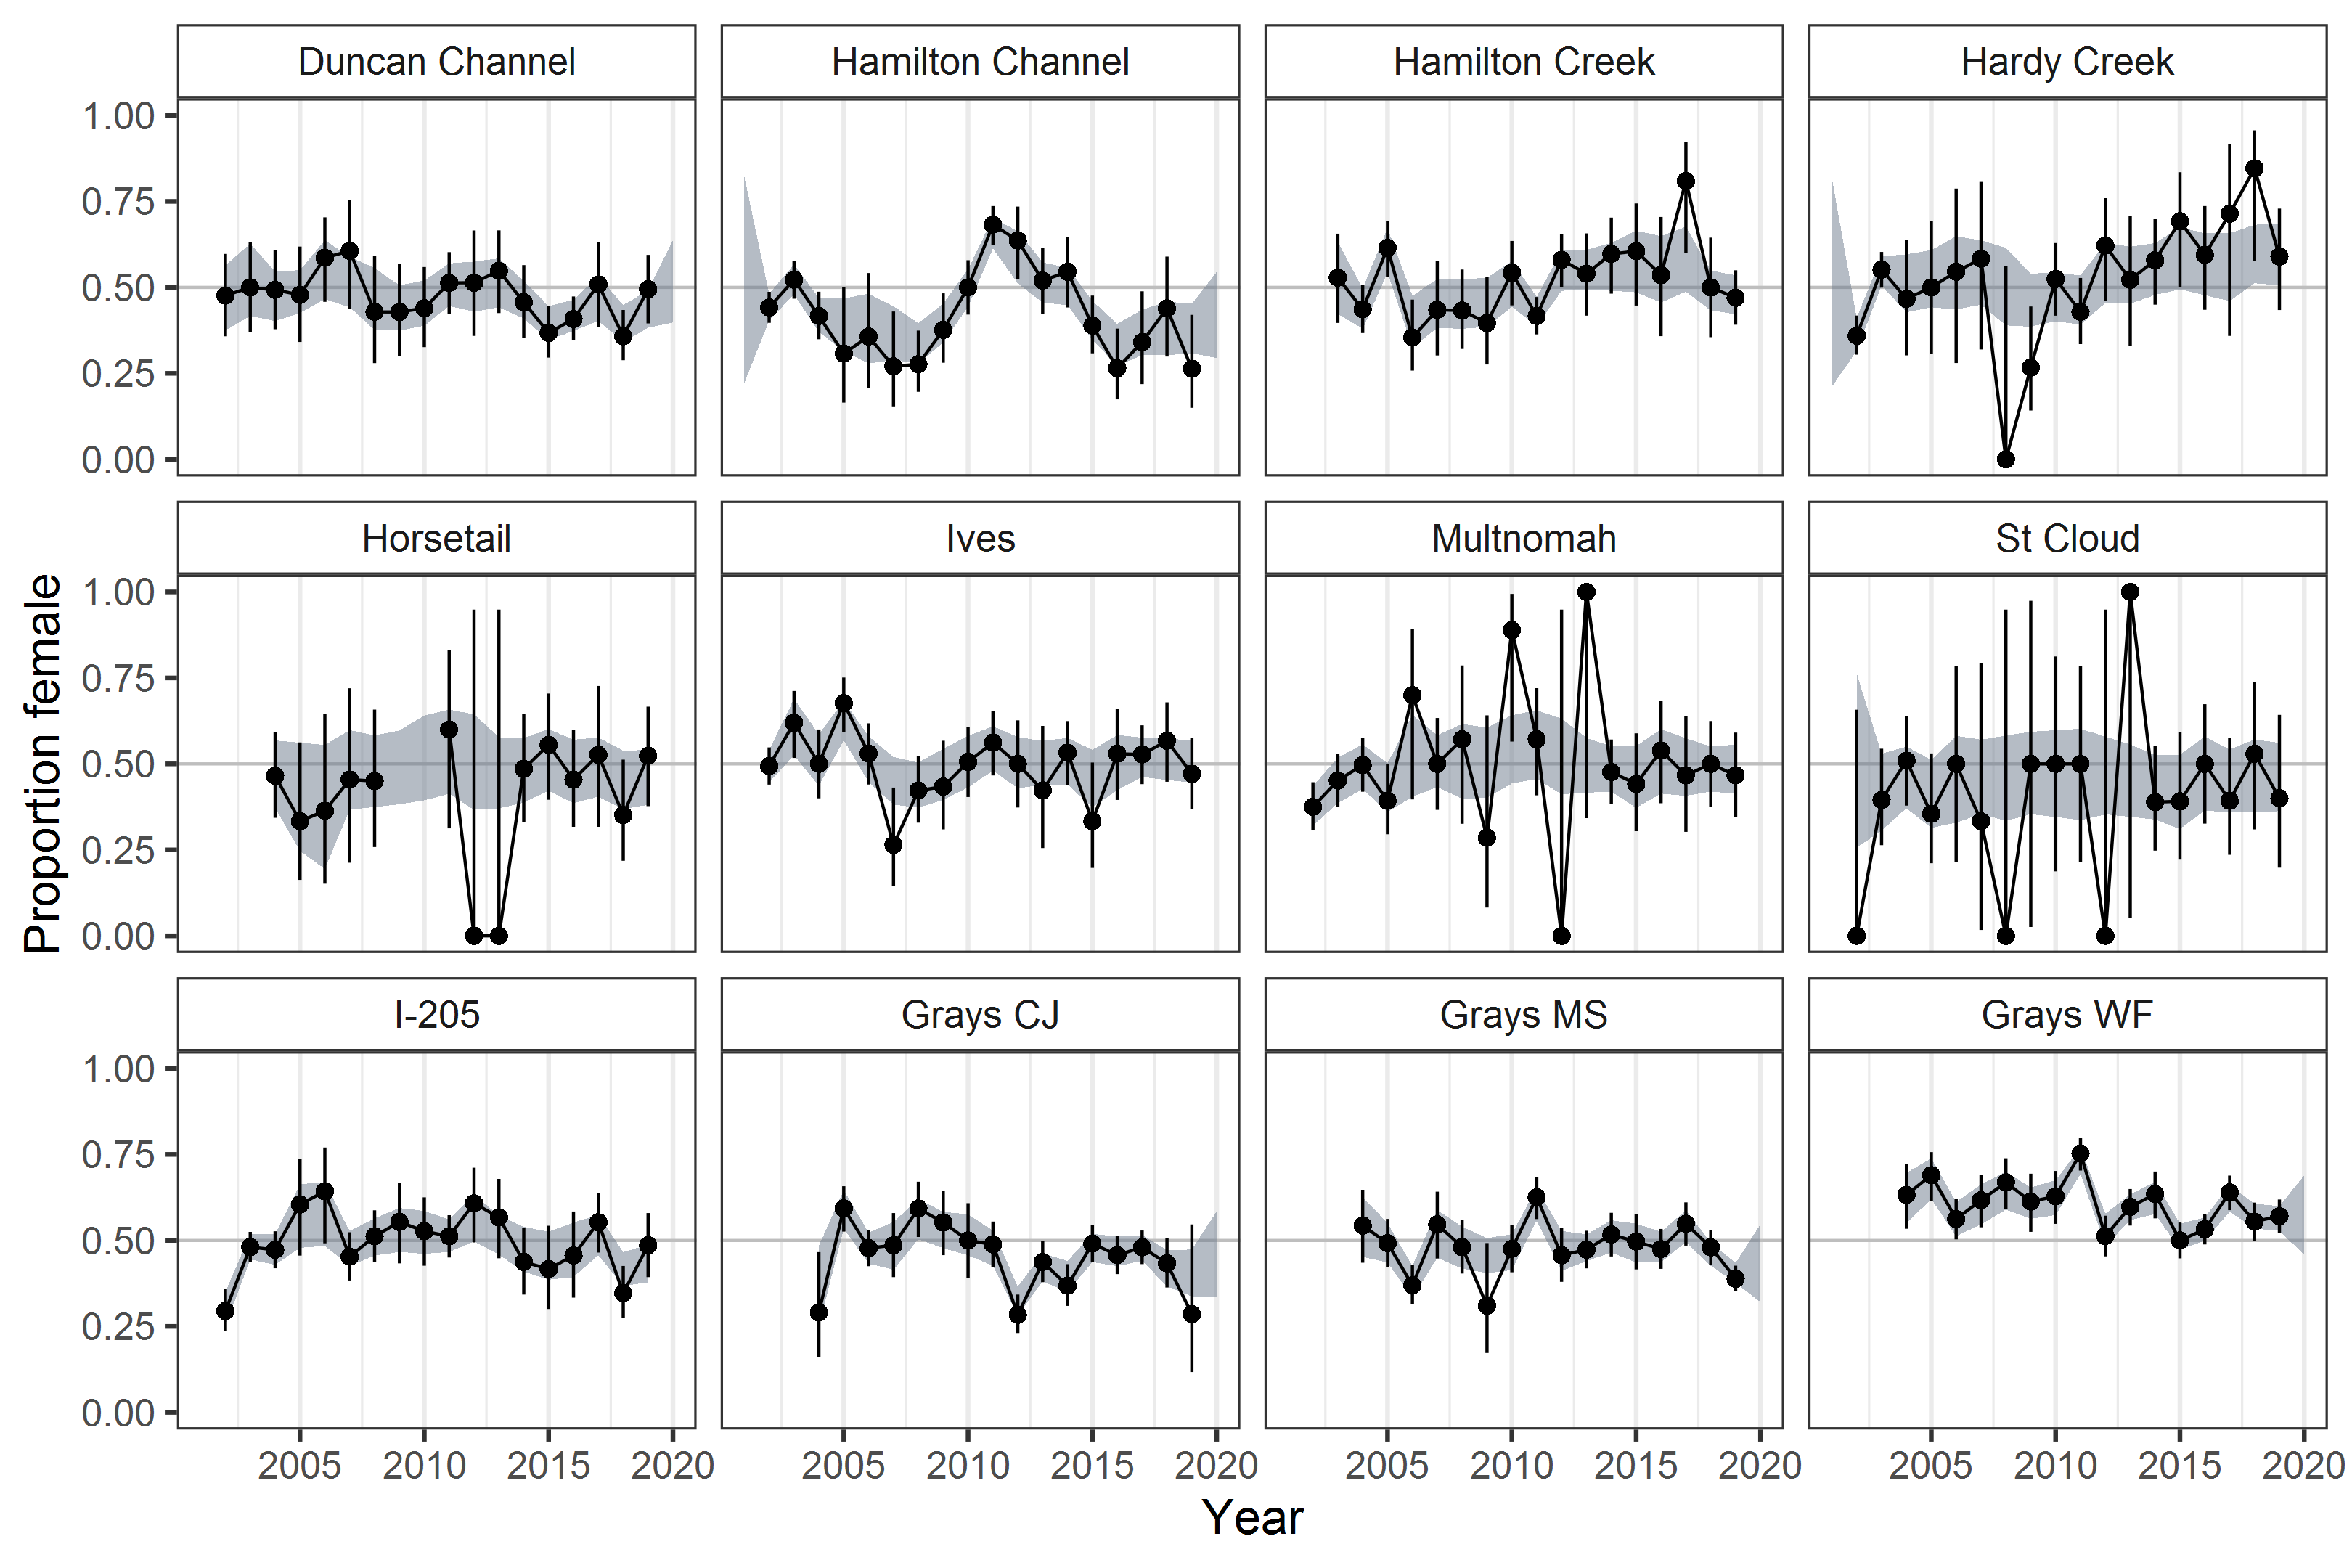 Duncan Channel
Hamilton Channel
Hamilton Creek
Hardy Creek
1.00
0.75
0.50
0.25
0.00
Horsetail
Ives
Multnomah
St Cloud
1.00
0.75
0.50
0.25
0.00
I-205
Grays CJ
Grays MS
Grays WF
1.00
0.75
0.50
0.25
0.00
2005 2010 2015 2020
2005 2010 2015 2020
2005 2010 2015 2020
2005 2010 2015 2020
Proportion female
Year